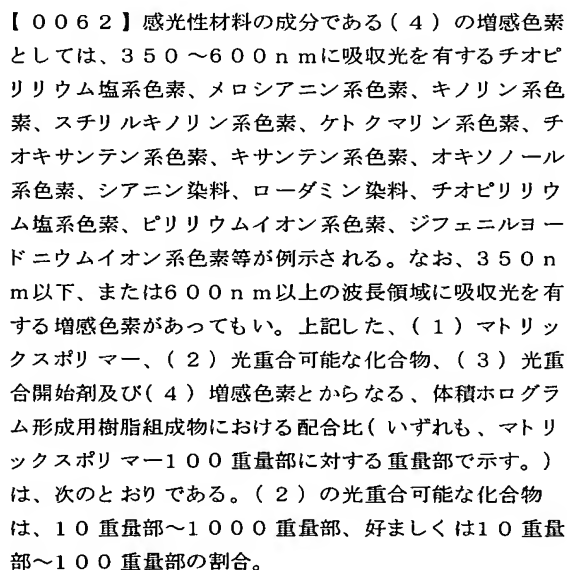 【００６２】感光性材料の成分である(４)の増感色素
としては、３５０～６００ｎｍに吸収光を有するチオピ
リリウム塩系色素、メロシアニン系色素、キノリン系色
素、スチリルキノリン系色素、ケトクマリン系色素、チ
オキサンテン系色素、キサンテン系色素、オキソノール
系色素、シアニン染料、ローダミン染料、チオピリリウ
ム塩系色素、ピリリウムイオン系色素、ジフェニルヨー
ドニウムイオン系色素等が例示される。なお、３５０ｎ
ｍ以下、または６００ｎｍ以上の波長領域に吸収光を有
する増感色素があってもい。上記した、(１)マトリッ
クスポリマー、(２)光重合可能な化合物、(３)光重
合開始剤及び(４)増感色素とからなる、体積ホログラ
ム形成用樹脂組成物における配合比(いずれも、マトリ
ックスポリマー１００重量部に対する重量部で示す。)
は、次のとおりである。(２)の光重合可能な化合物
は、１０重量部～１０００重量部、好ましくは１０重量
部～１００重量部の割合。